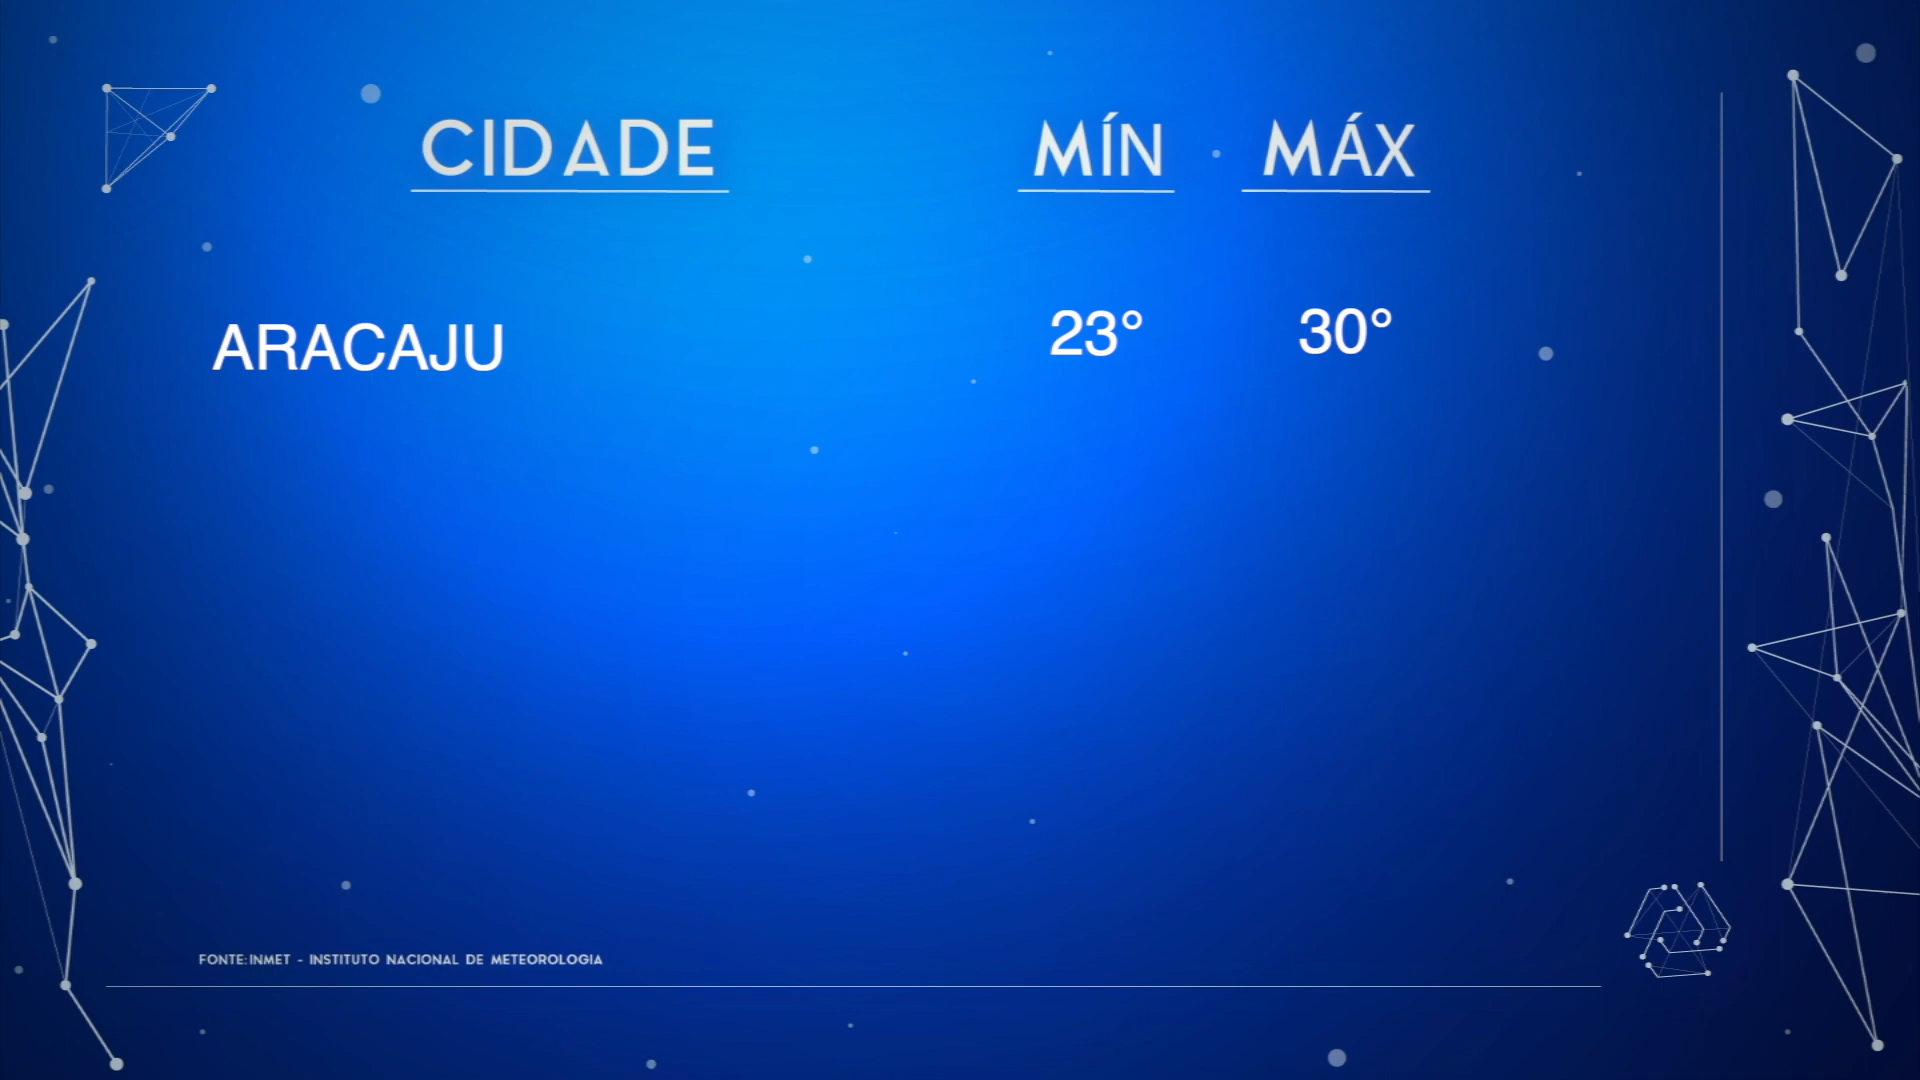 CIDADE MÍN MÁX
ARACAJU 23° 30°
FONTE: INMET - INSTITUTO NACIONAL DE METEOROLOGIA